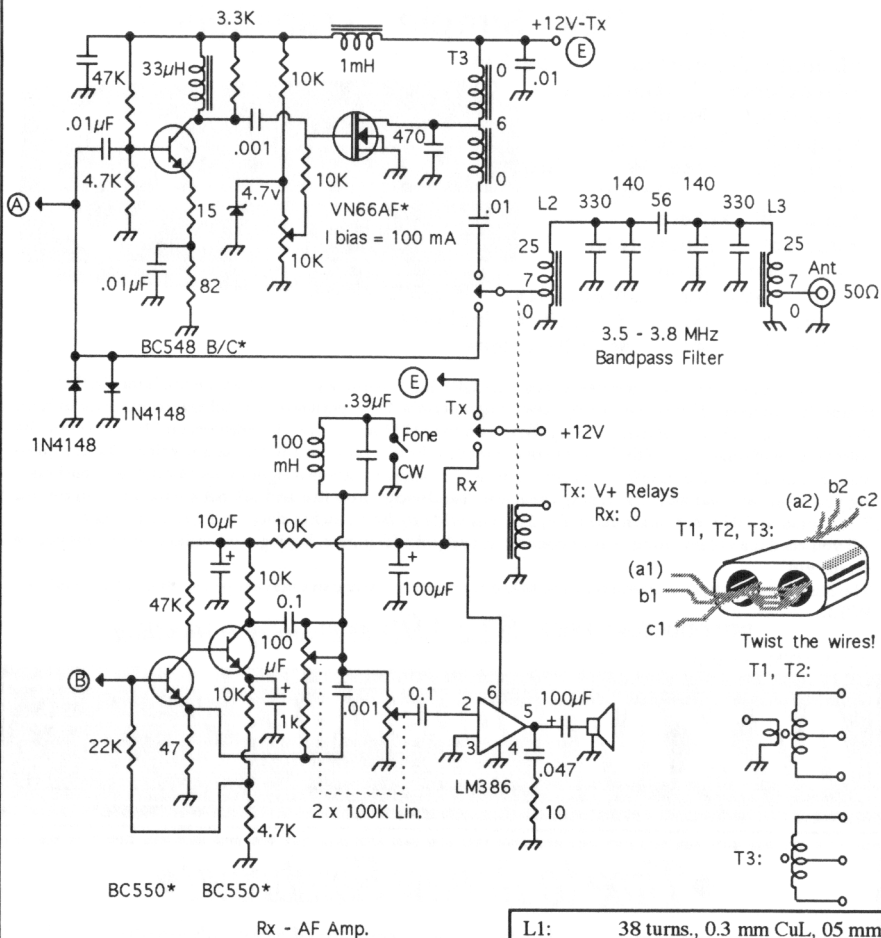 3.3K
+12V-Tx
E
1mH
T3
0
.01
47K
33µH
10K
.01µF
.001
470
6
4.7K
4.7v
10K
VN66AF*
0
A
15
I bias = 100 mA
.01
L2
330
140
56
140
330
L3
10K
.01µF
82
25
7
0
25
7
0
Ant
50Ω
BC548 B/C*
3.5 - 3.8 MHz
Bandpass Filter
1N4148
1N4148
E
.39µF
Tx
Fone
+12V
100
mH
CW
Rx
Tx: V+ Relays
Rx: 0
(a2)
b2
c2
T1, T2, T3:
10µF
+
10K
+
100µF
(a1)
b1
c1
47K
10K
0.1
Twist the wires!
T1, T2:
100
µF
+
B
10K
1k
.001
0.1
6
2
5
3
4
+
100µF
22K
47
LM386
.047
10
2 x 100K Lin.
4.7K
T3:
BC550*
BC550*
Rx - AF Amp.
L1: 38 turns., 0.3 mm CuL, 05 mm